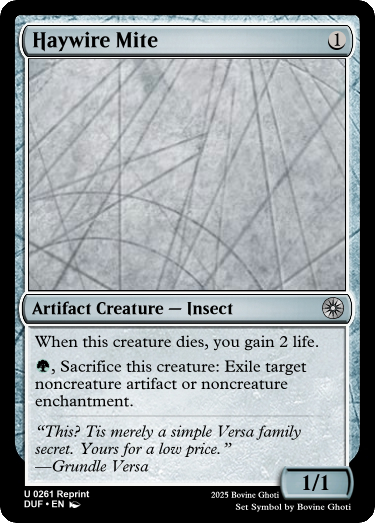 Haywire Mite 1
Artifact Creature — Insect
When this creature dies, you gain 2 life.
, Sacrifice this creature: Exile target
noncreature artifact or noncreature
enchantment.
“This? Tis merely a simple Versa family
secret. Yours for a low price.”
—Grundle Versa
1/1
U 0261 Reprint
DUF • EN
2025 Bovine Ghoti
Set Symbol by Bovine Ghoti